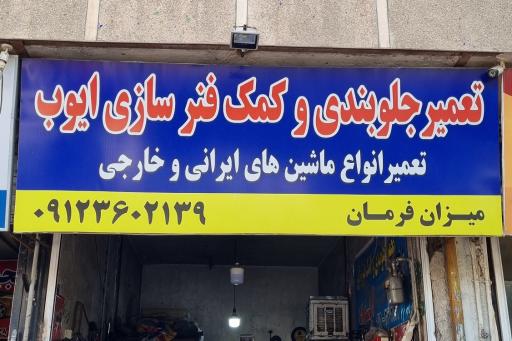 تعمیر جلوبندی و کمک فنر سازی ایوب
تعمیر انواع ماشین های ایرانی و خارجی
میزان فرمان ۰۹۱۲۳۶۰۲۱۳۹